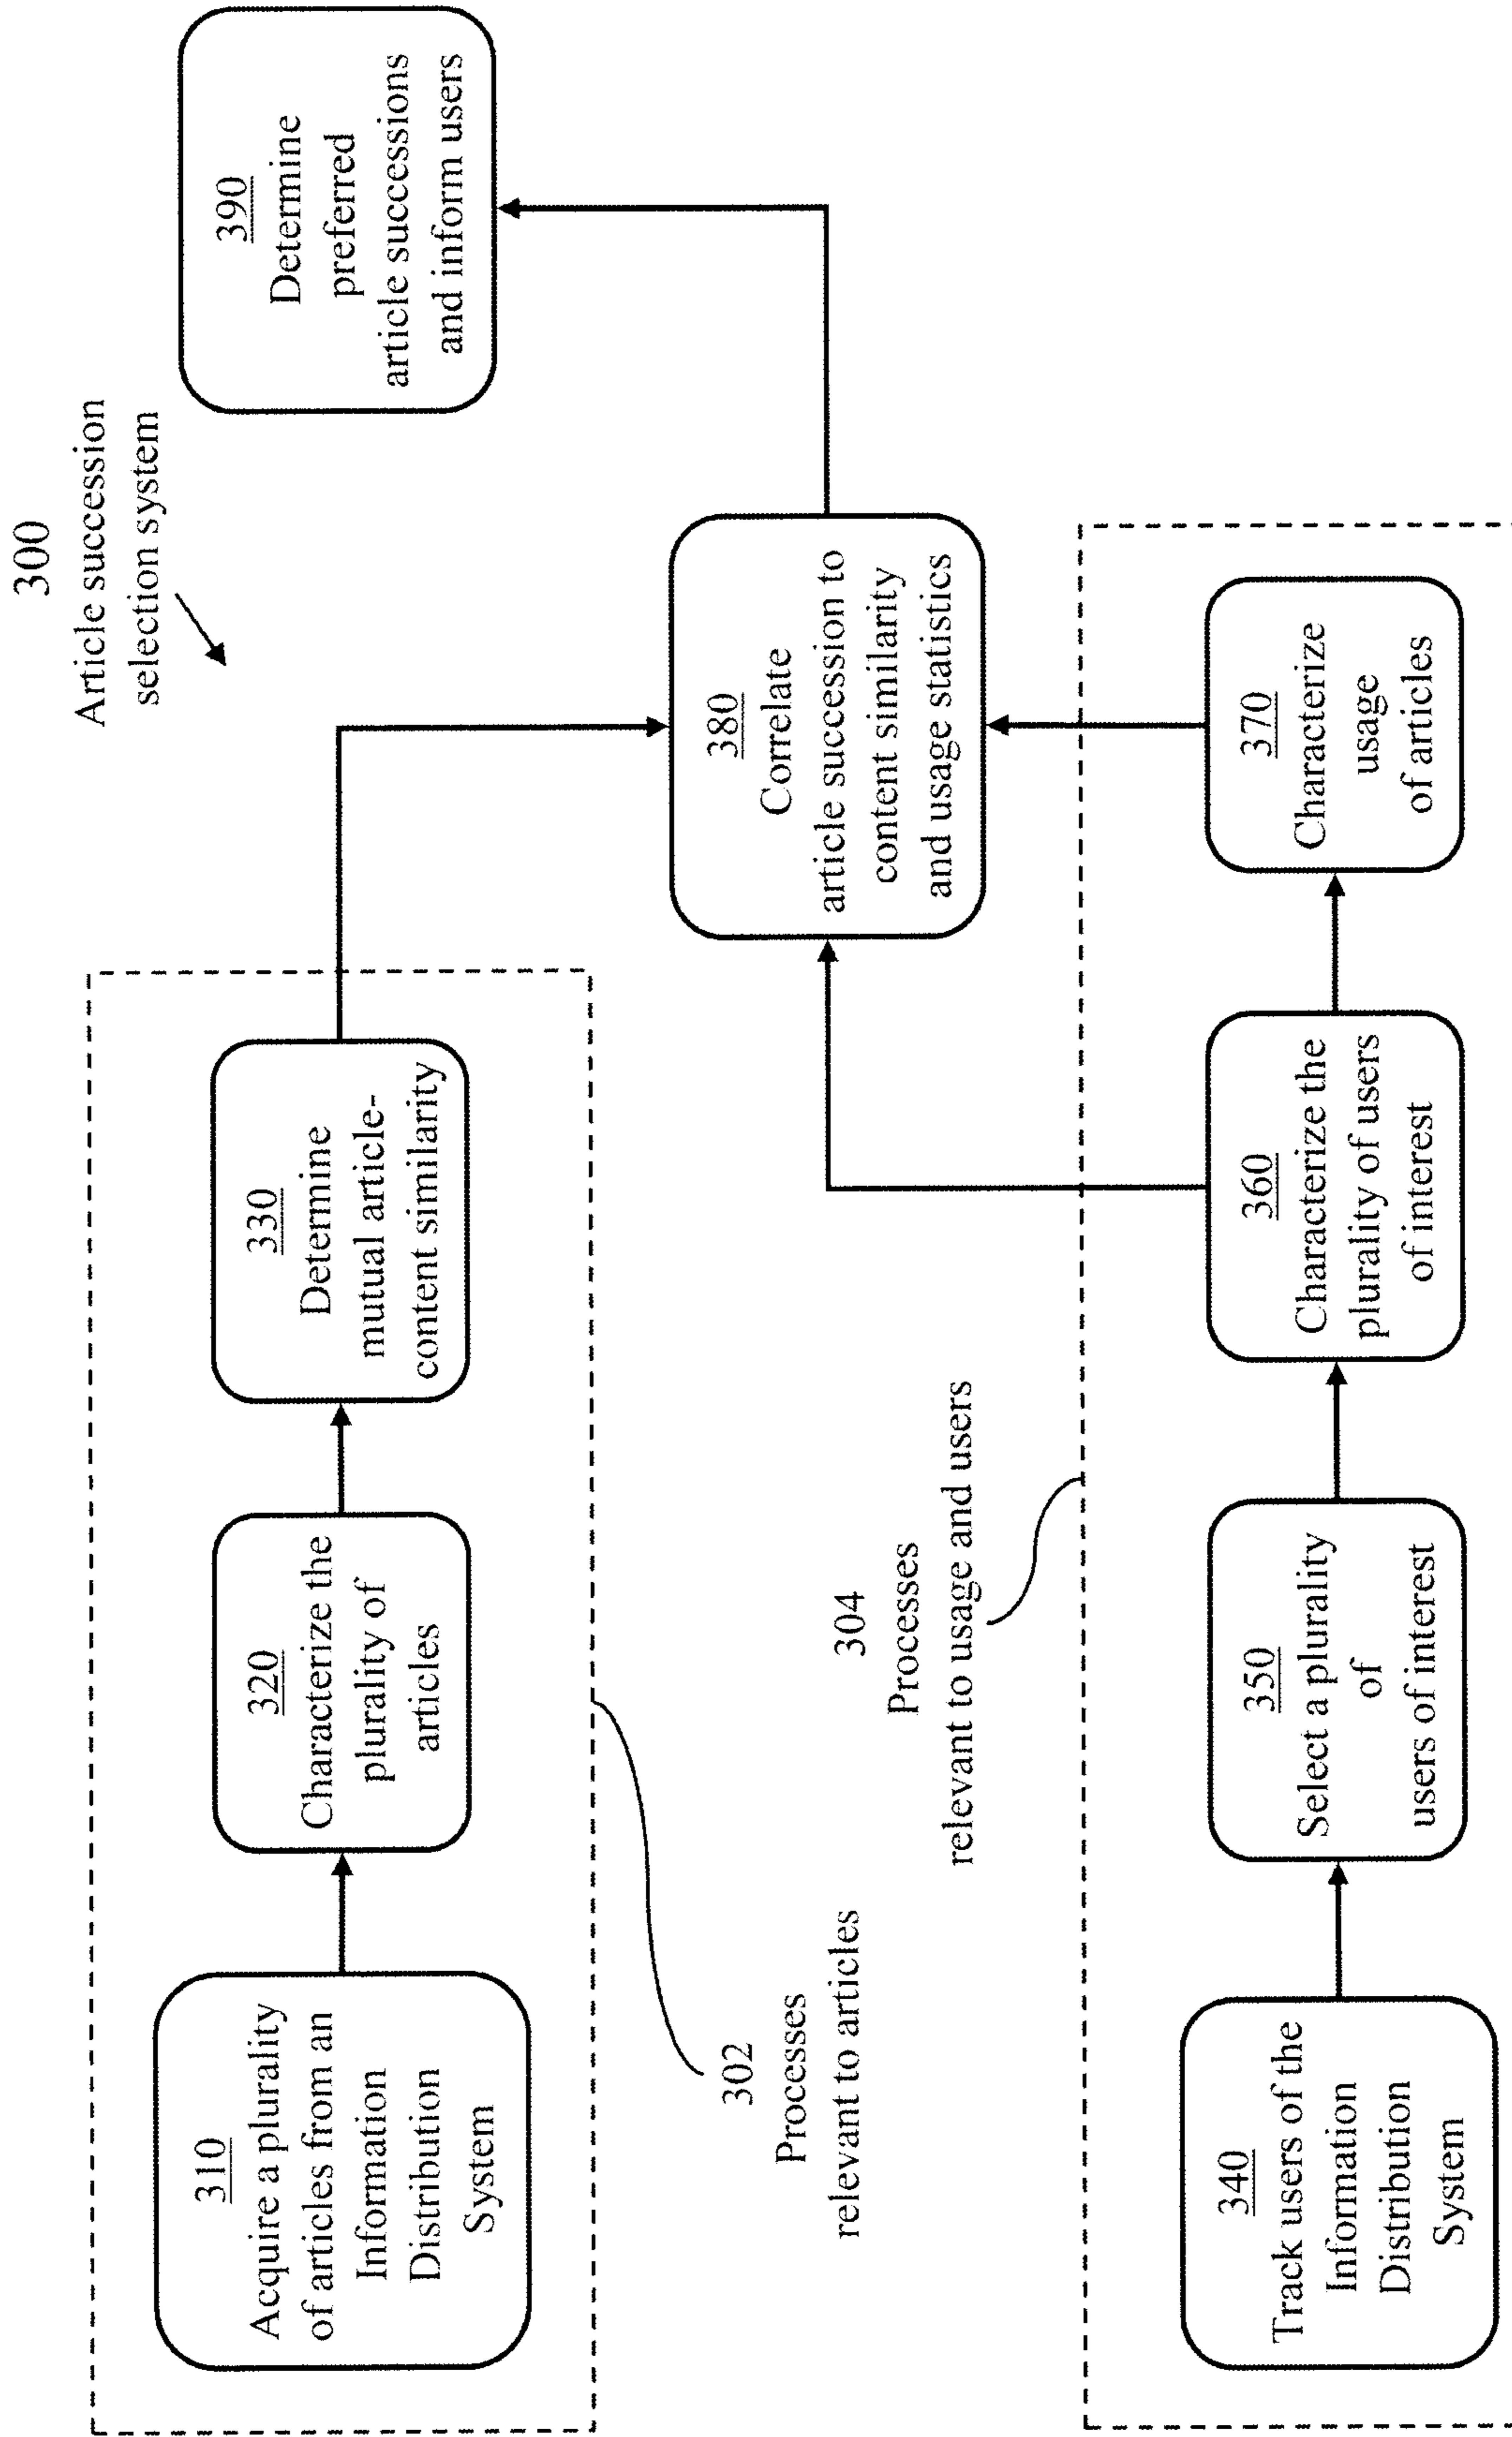 300
Article succession
selection system
310
Acquire a plurality
of articles from an
Information
Distribution
System
320
Characterize the
plurality of
articles
330
Determine
mutual article-
content similarity
390
Determine
preferred
article successions
and inform users
302
Processes
relevant to articles
304
Processes
relevant to usage and users
380
Correlate
article succession to
content similarity
and usage statistics
340
Track users of the
Information
Distribution
System
350
Select a plurality
of
users of interest
360
Characterize the
plurality of users
of interest
370
Characterize
usage
of articles